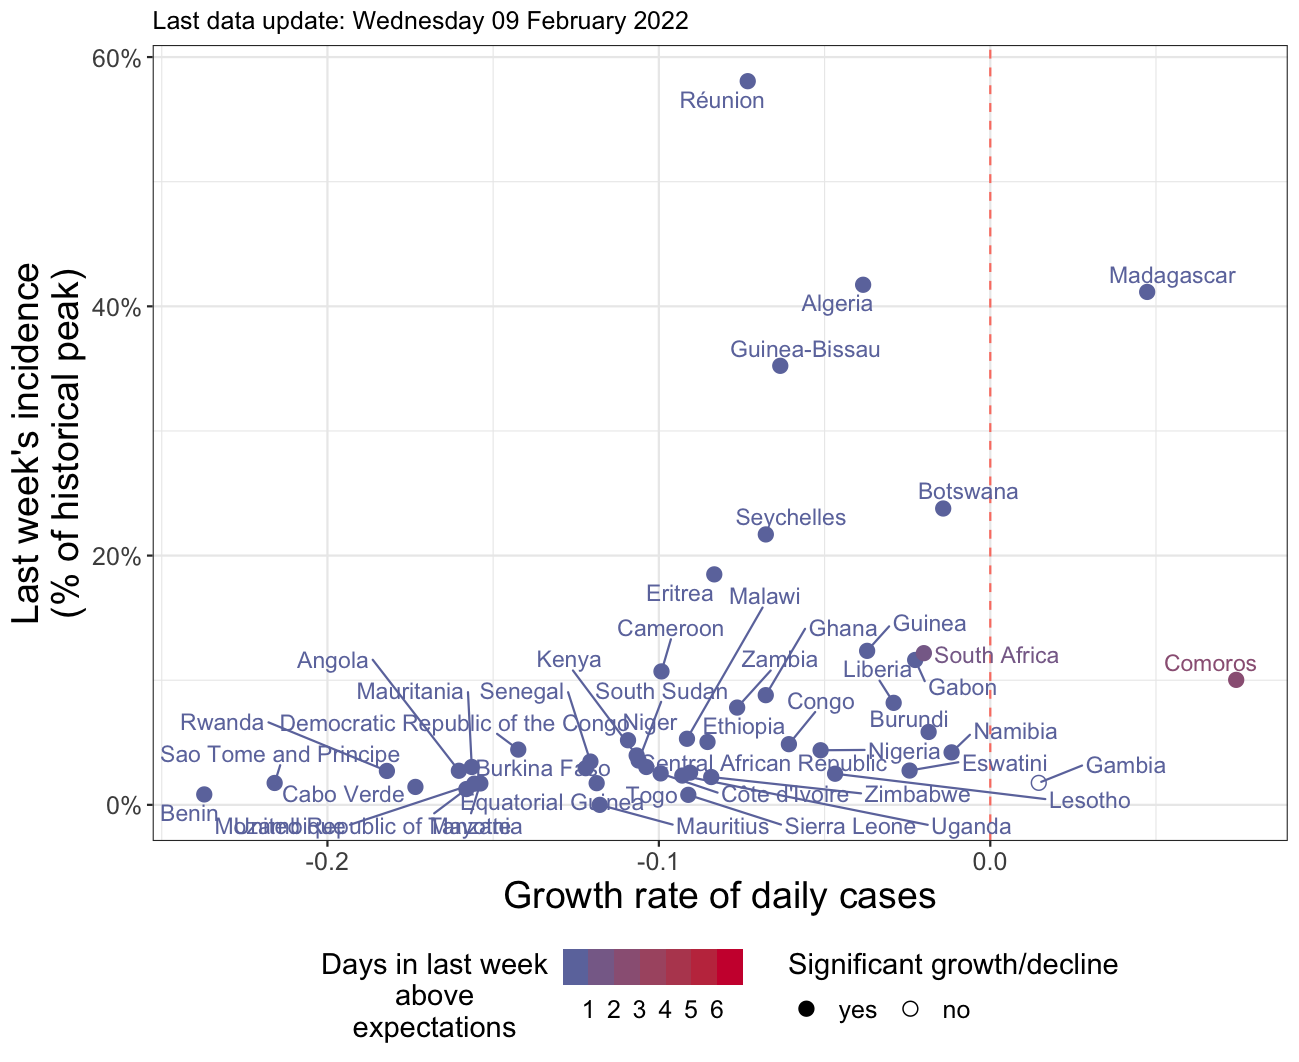 Last data update: Wednesday 09 February 2022
Last week's incidence
(% of historical peak)
60%
40%
20%
0%
Réunion
Madagascar
Algeria
Guinea-Bissau
Botswana
Seychelles
Eritrea
Malawi
Cameroon
Ghana
Guinea
Angola
Kenya
Zambia
Liberia
South Africa
Comoros
Mauritania
Senegal
South Sudan
Congo
Gabon
Rwanda
Democratic Republic of the Congo
Niger
Ethiopia
Burundi
Namibia
Sao Tome and Principe
Burkina Faso
Central African Republic
Nigeria
Eswatini
Gambia
Cabo Verde
Equatorial Guinea
Togo
Côte d'Ivoire
Zimbabwe
Lesotho
Benin
Mozambique
United Republic of Tanzania
Mayotte
Mauritius
Sierra Leone
Uganda
-0.2
-0.1
0.0
Growth rate of daily cases
Days in last week
above
expectations
1 2 3 4 5 6
Significant growth/decline
yes
no